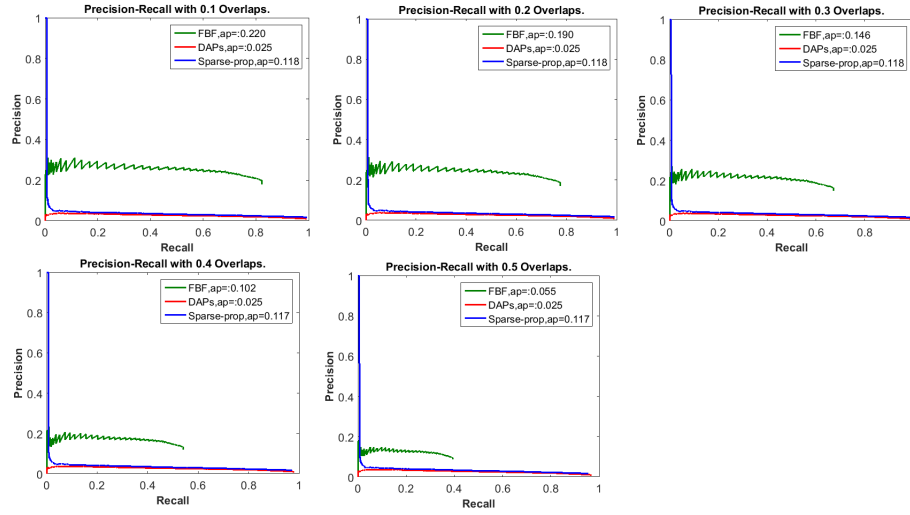 Precision-Recall with 0.1 Overlaps.
FBF,ap=:0.220
DAPs,ap=:0.025
Sparse-prop,ap=0.118
Precision
1
0.8
0.6
0.4
0.2
0
0 0.2 0.4 0.6 0.8 1
Recall
Precision-Recall with 0.2 Overlaps.
FBF,ap=:0.190
DAPs,ap=:0.025
Sparse-prop,ap=0.118
Precision
1
0.8
0.6
0.4
0.2
0
0 0.2 0.4 0.6 0.8 1
Recall
Precision-Recall with 0.3 Overlaps.
FBF,ap=:0.146
DAPs,ap=:0.025
Sparse-prop,ap=0.118
Precision
1
0.8
0.6
0.4
0.2
0
0 0.2 0.4 0.6 0.8
Recall
Precision-Recall with 0.4 Overlaps.
FBF,ap=:0.102
DAPs,ap=:0.025
Sparse-prop,ap=0.117
Precision
1
0.8
0.6
0.4
0.2
0
0 0.2 0.4 0.6 0.8 1
Recall
Precision-Recall with 0.5 Overlaps.
FBF,ap=:0.055
DAPs,ap=:0.025
Sparse-prop,ap=0.117
Precision
1
0.8
0.6
0.4
0.2
0
0 0.2 0.4 0.6 0.8 1
Recall